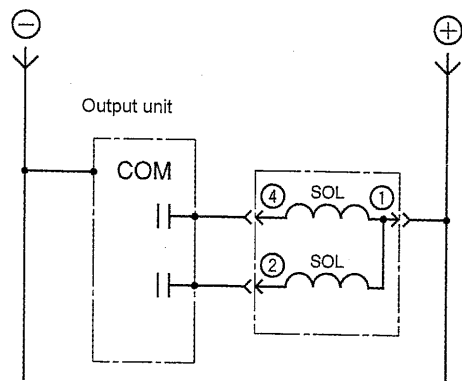 −
+
Output unit
COM
④ SOL ①
② SOL